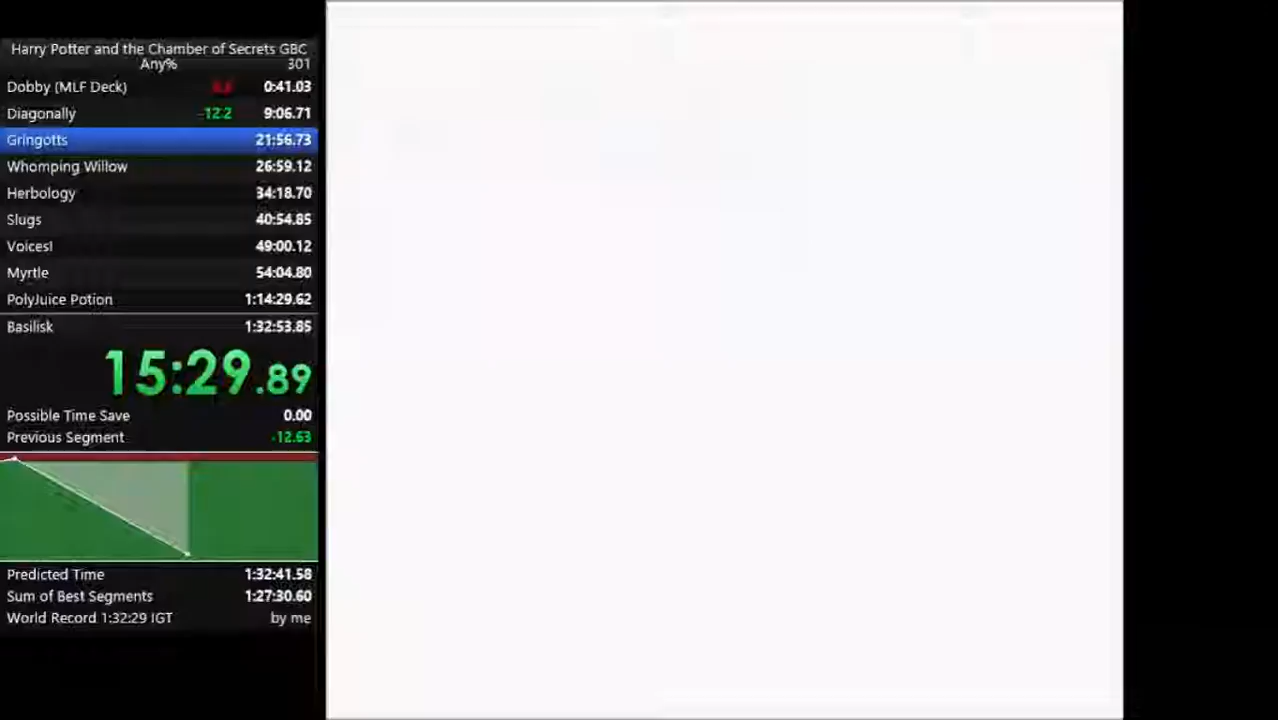 Harry Potter and the Chamber of Secrets GBC
Any% 301
Dobby (MLF Deck) 0:41.03
Diagonally -12.2 9:06.71
Gringotts 21:56.73
Whomping Willow 26:59.12
Herbology 34:18.70
Slugs 40:54.85
Voices! 49:00.12
Myrtle 54:04.80
PolyJuice Potion 1:14:29.62
Basilisk 1:32:53.85
15:29.89
Possible Time Save 0.00
Previous Segment -12.63
Predicted Time 1:32:41.58
Sum of Best Segments 1:27:30.60
World Record 1:32:29 IGT by me